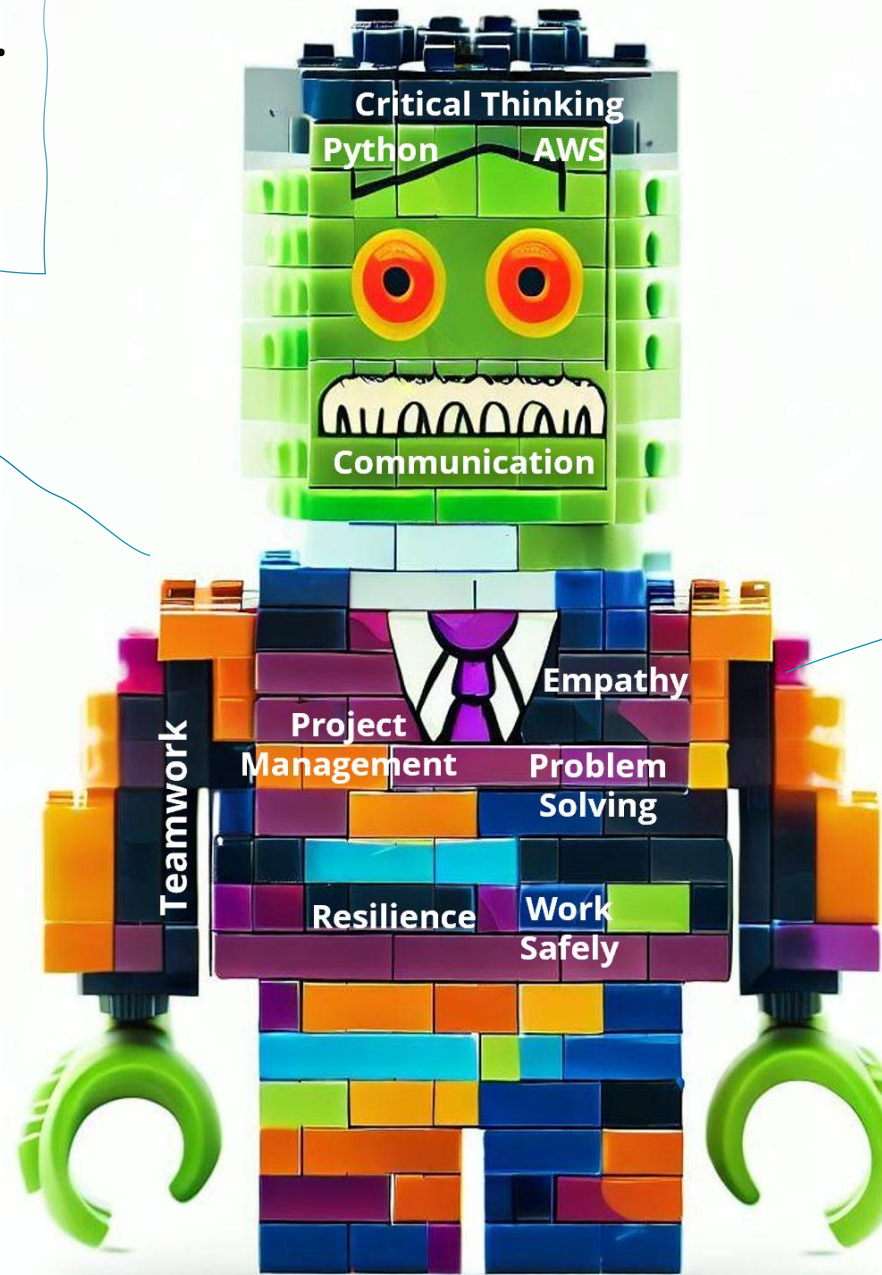 Critical Thinking
Python
AWS
Communication
Empathy
Project
Management
Problem
Solving
Teamwork
Resilience
Work
Safely